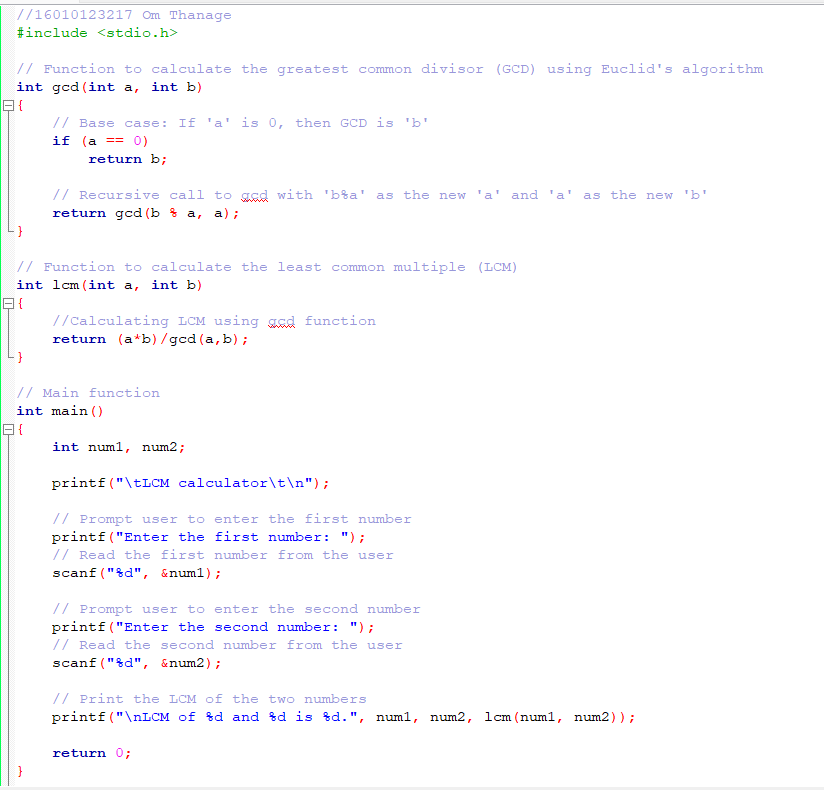 //16010123217 Om Thanage
#include <stdio.h>
// Function to calculate the greatest common divisor (GCD) using Euclid's algorithm
int gcd(int a, int b)
{
// Base case: If 'a' is 0, then GCD is 'b'
if (a == 0)
return b;
// Recursive call to gcd with 'b%a' as the new 'a' and 'a' as the new 'b'
return gcd(b % a, a);
}
// Function to calculate the least common multiple (LCM)
int lcm(int a, int b)
{
//Calculating LCM using gcd function
return (a*b)/gcd(a,b);
}
// Main function
int main()
{
int num1, num2;
printf("\tLCM calculator\t\n");
// Prompt user to enter the first number
printf("Enter the first number: ");
// Read the first number from the user
scanf("%d", &num1);
// Prompt user to enter the second number
printf("Enter the second number: ");
// Read the second number from the user
scanf("%d", &num2);
// Print the LCM of the two numbers
printf("\nLCM of %d and %d is %d.", num1, num2, lcm(num1, num2));
return 0;
}